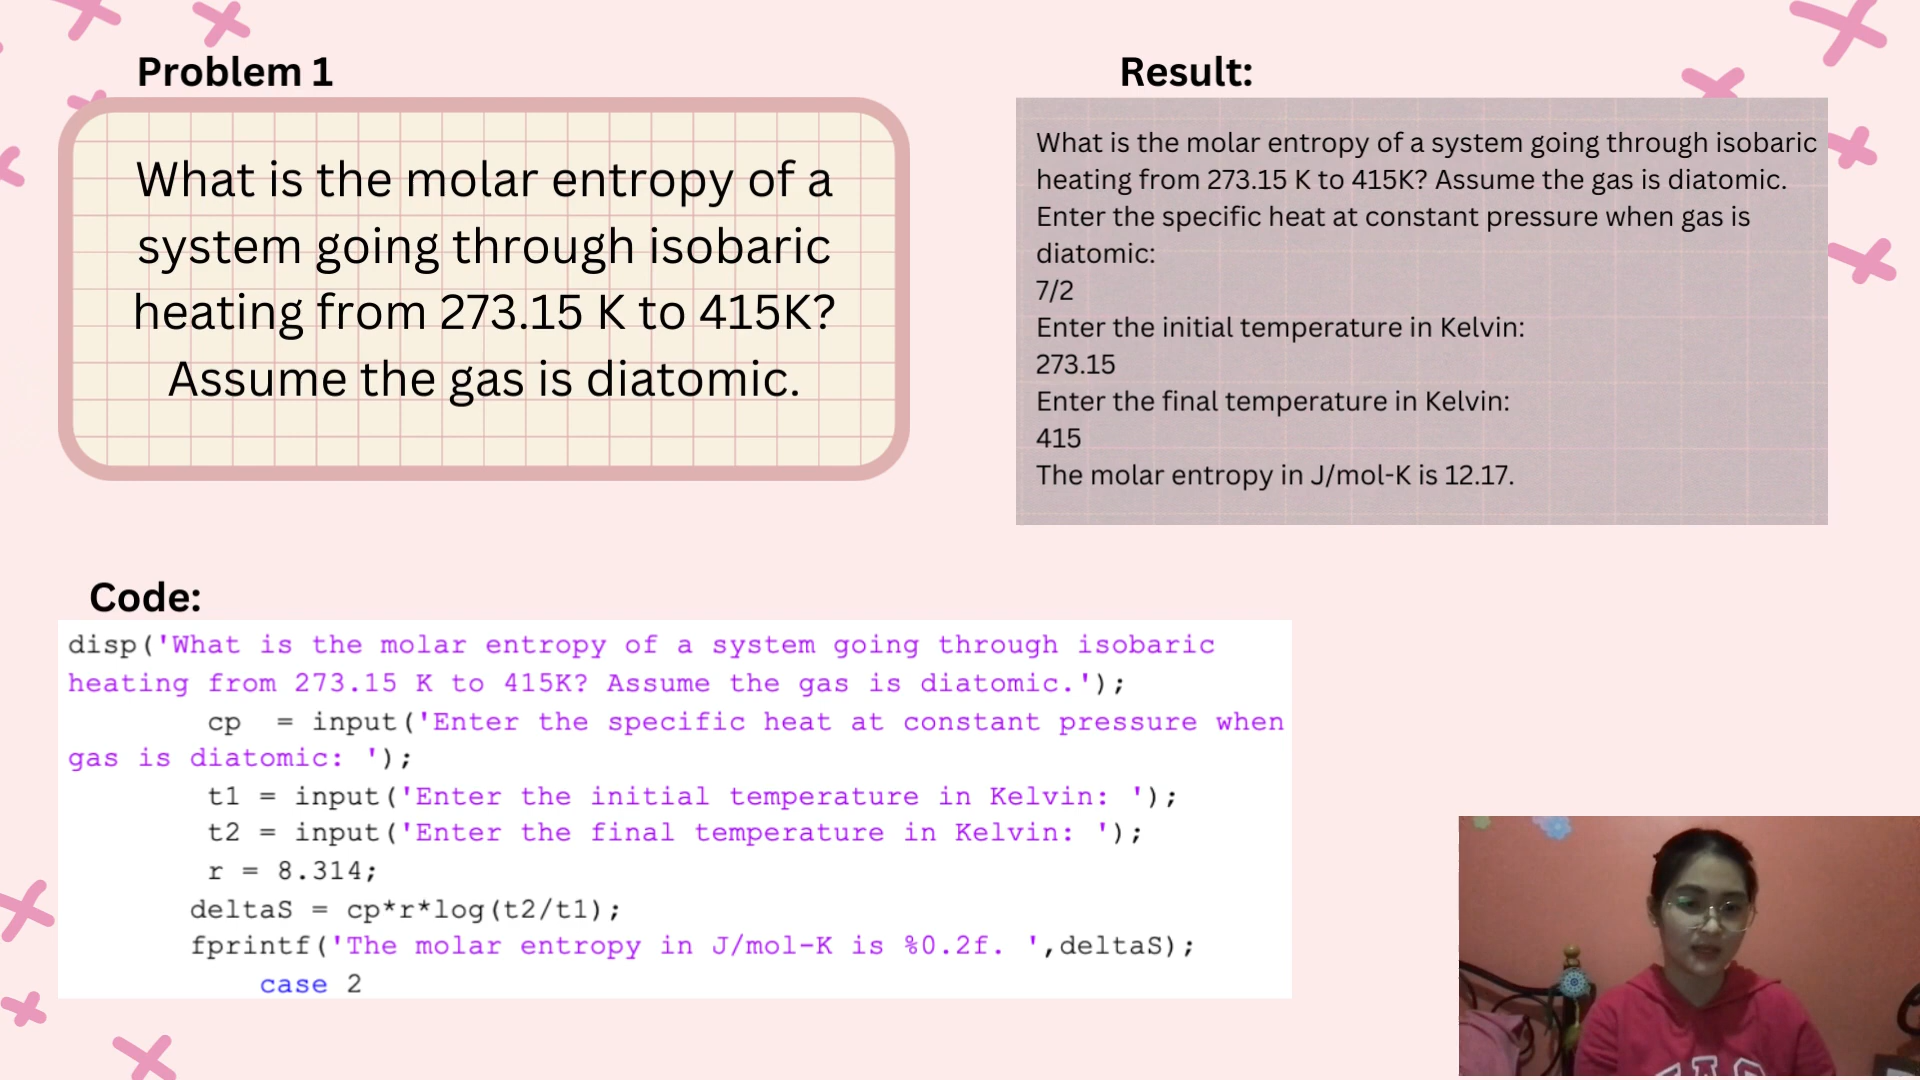 Problem 1
What is the molar entropy of a
system going through isobaric
heating from 273.15 K to 415K?
Assume the gas is diatomic.
Result:
What is the molar entropy of a system going through isobaric
heating from 273.15 K to 415K? Assume the gas is diatomic.
Enter the specific heat at constant pressure when gas is
diatomic:
7/2
Enter the initial temperature in Kelvin:
273.15
Enter the final temperature in Kelvin:
415
The molar entropy in J/mol-K is 12.17.
Code:
disp('What is the molar entropy of a system going through isobaric
heating from 273.15 K to 415K? Assume the gas is diatomic.');
cp  = input('Enter the specific heat at constant pressure when
gas is diatomic: ');
t1 = input('Enter the initial temperature in Kelvin: ');
t2 = input('Enter the final temperature in Kelvin: ');
r = 8.314;
deltaS = cp*r*log(t2/t1);
fprintf('The molar entropy in J/mol-K is %0.2f. ',deltaS);
case 2